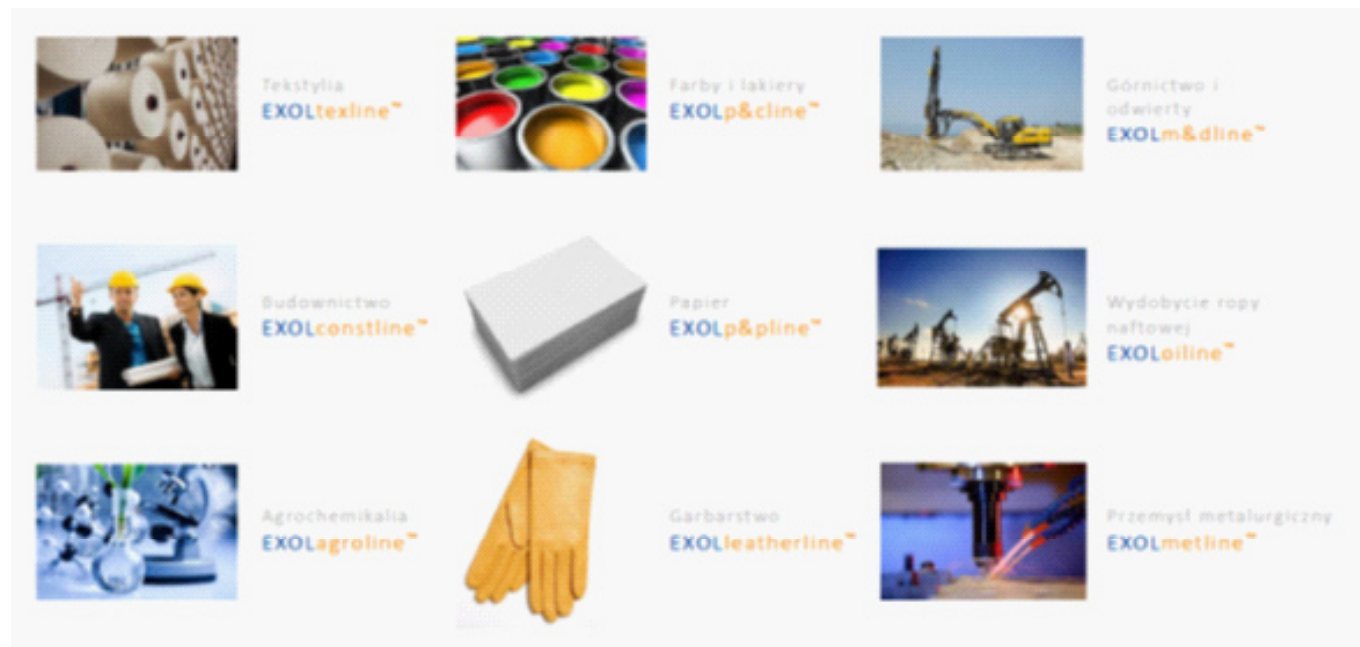 Tekstylia
EXOLtexline™
Farby i lakiery
EXOLp&cline™
Górnictwo i
odwierty
EXOLm&dline™
Budownictwo
EXOLconstline™
Papier
EXOLp&pline™
Wydobycie ropy
naftowej
EXOLoiline™
Agrochemikalia
EXOLagroline™
Garbarstwo
EXOLleatherline™
Przemysł metalurgiczny
EXOLmetline™